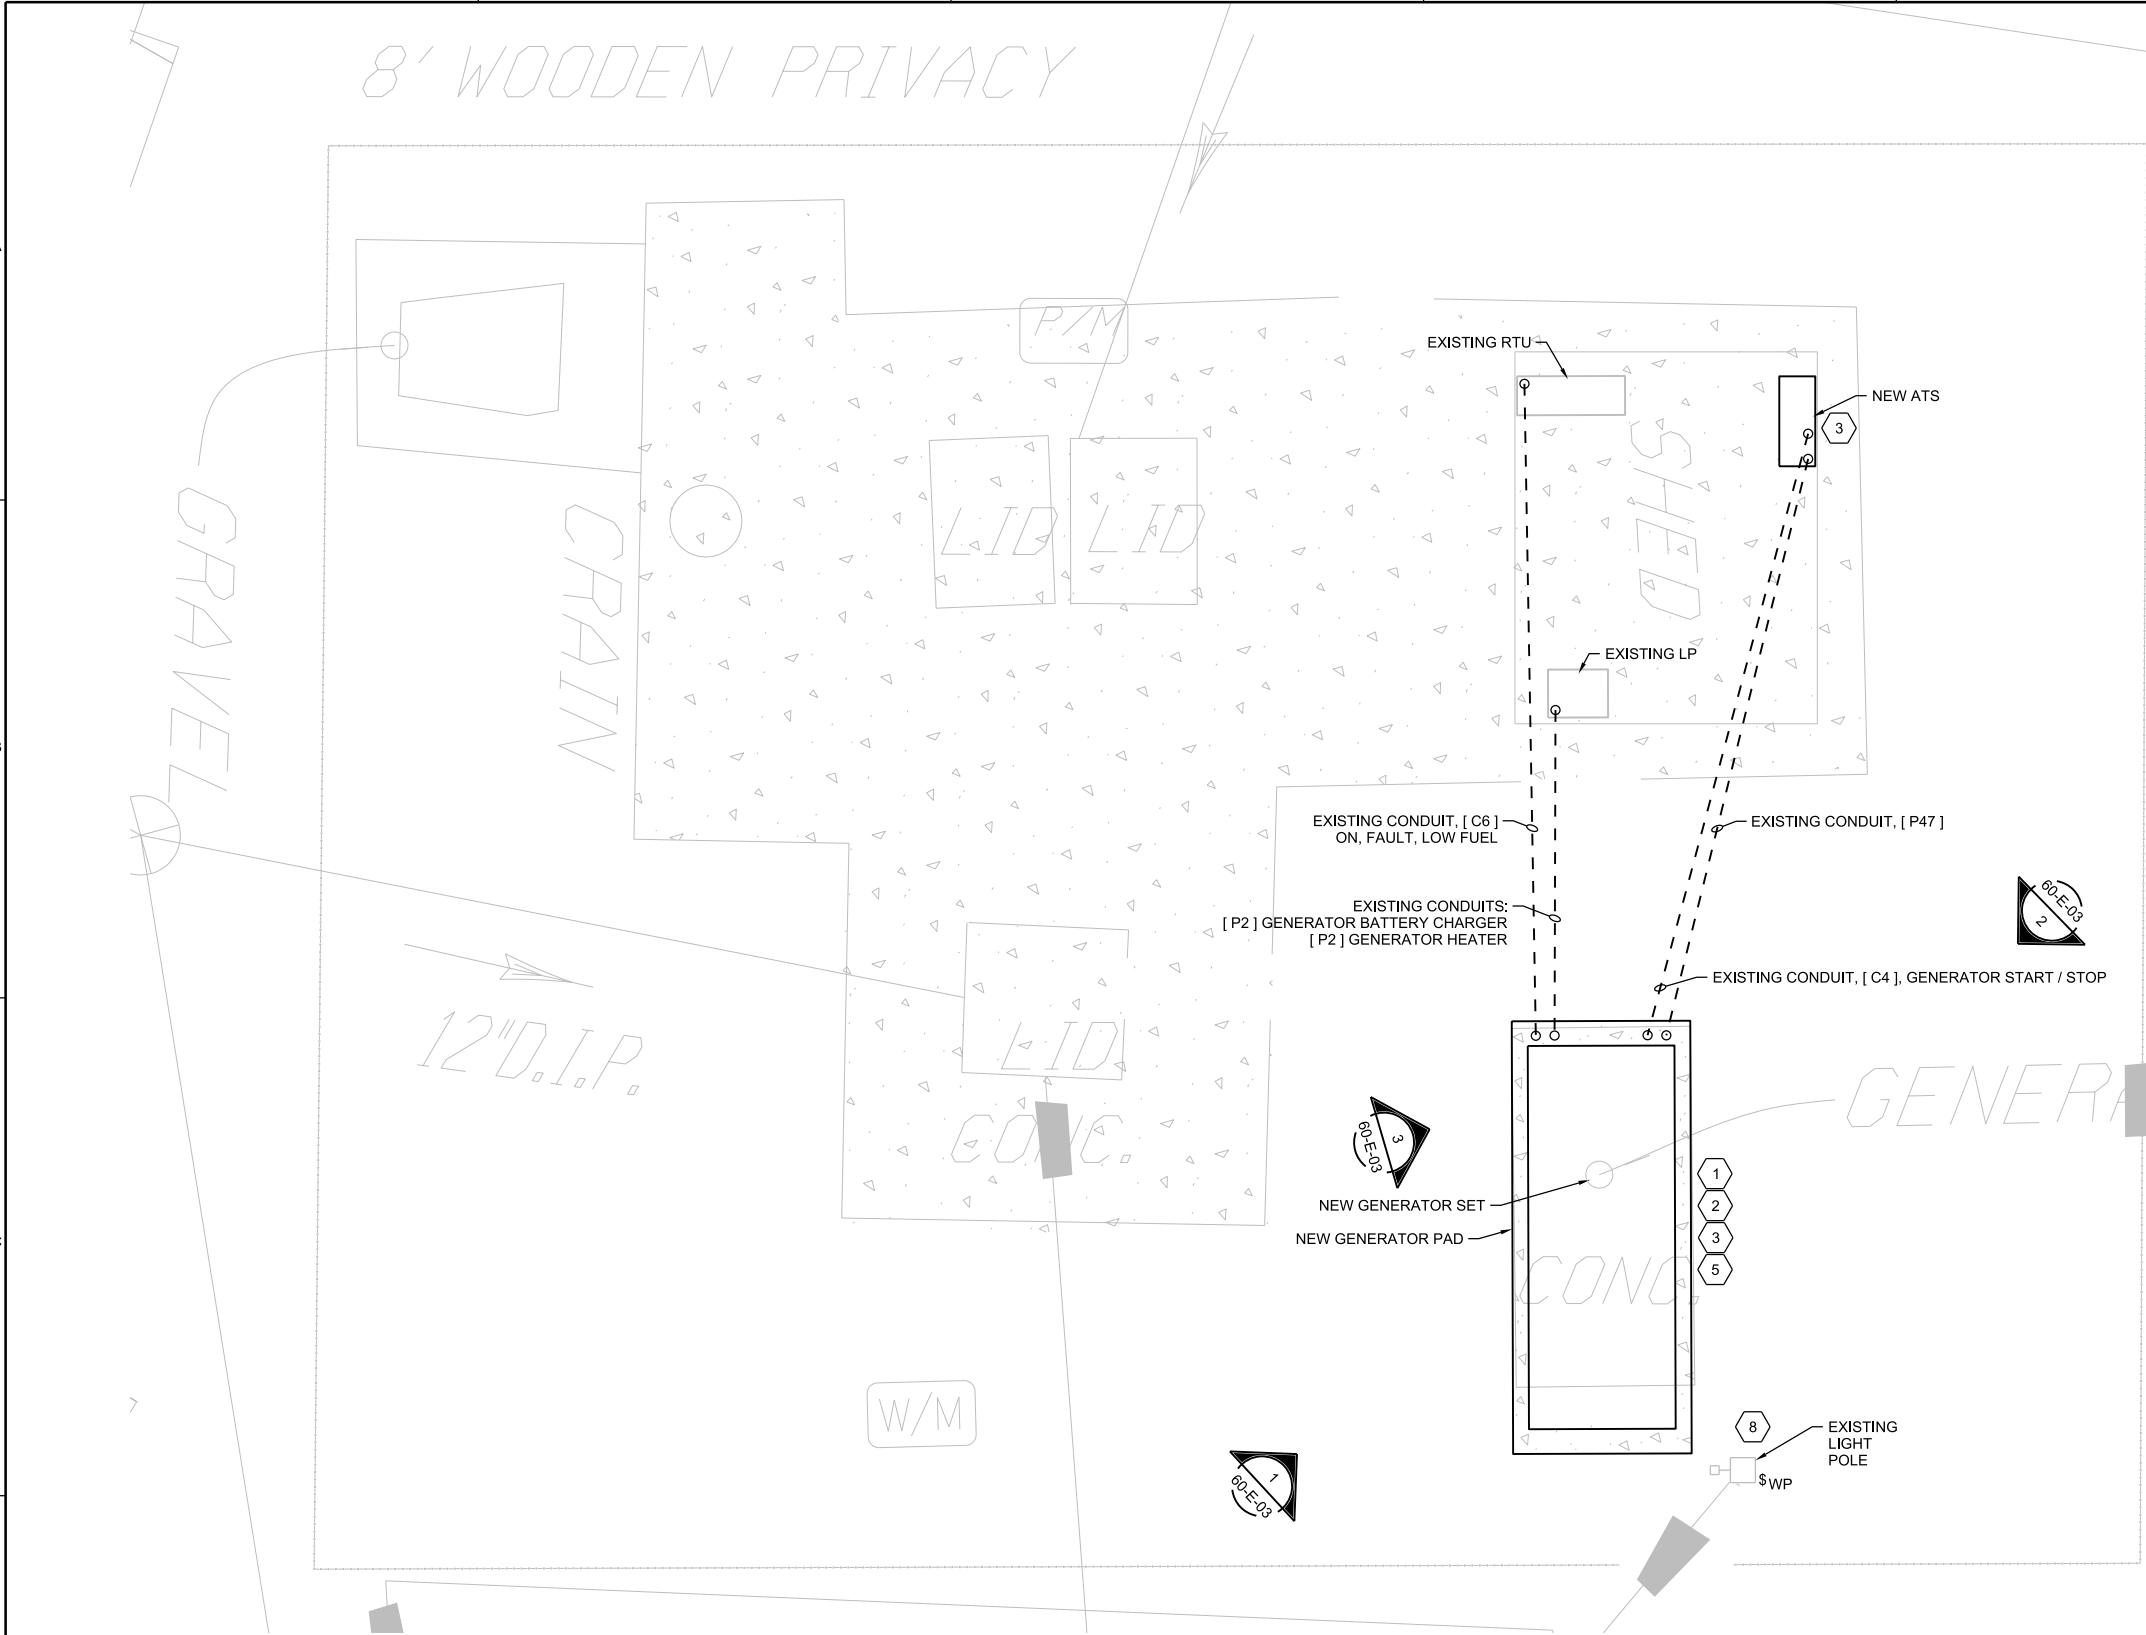 8' WOODEN PRIVACY
P/M
EXISTING RTU
NEW ATS
3
GRAVEL
CRAIN
LID
LID
SHED
EXISTING LP
EXISTING CONDUIT, [ C6 ]
ON, FAULT, LOW FUEL
EXISTING CONDUIT, [ P47 ]
EXISTING CONDUITS:
[ P2 ] GENERATOR BATTERY CHARGER
[ P2 ] GENERATOR HEATER
60-E-03
2
EXISTING CONDUIT, [ C4 ], GENERATOR START / STOP
12"D.I.P.
LID
CONC.
GENERA
3
60-E-03
NEW GENERATOR SET
NEW GENERATOR PAD
1
2
3
5
CONC.
W/M
8
EXISTING
LIGHT
POLE
$WP
1
60-E-03